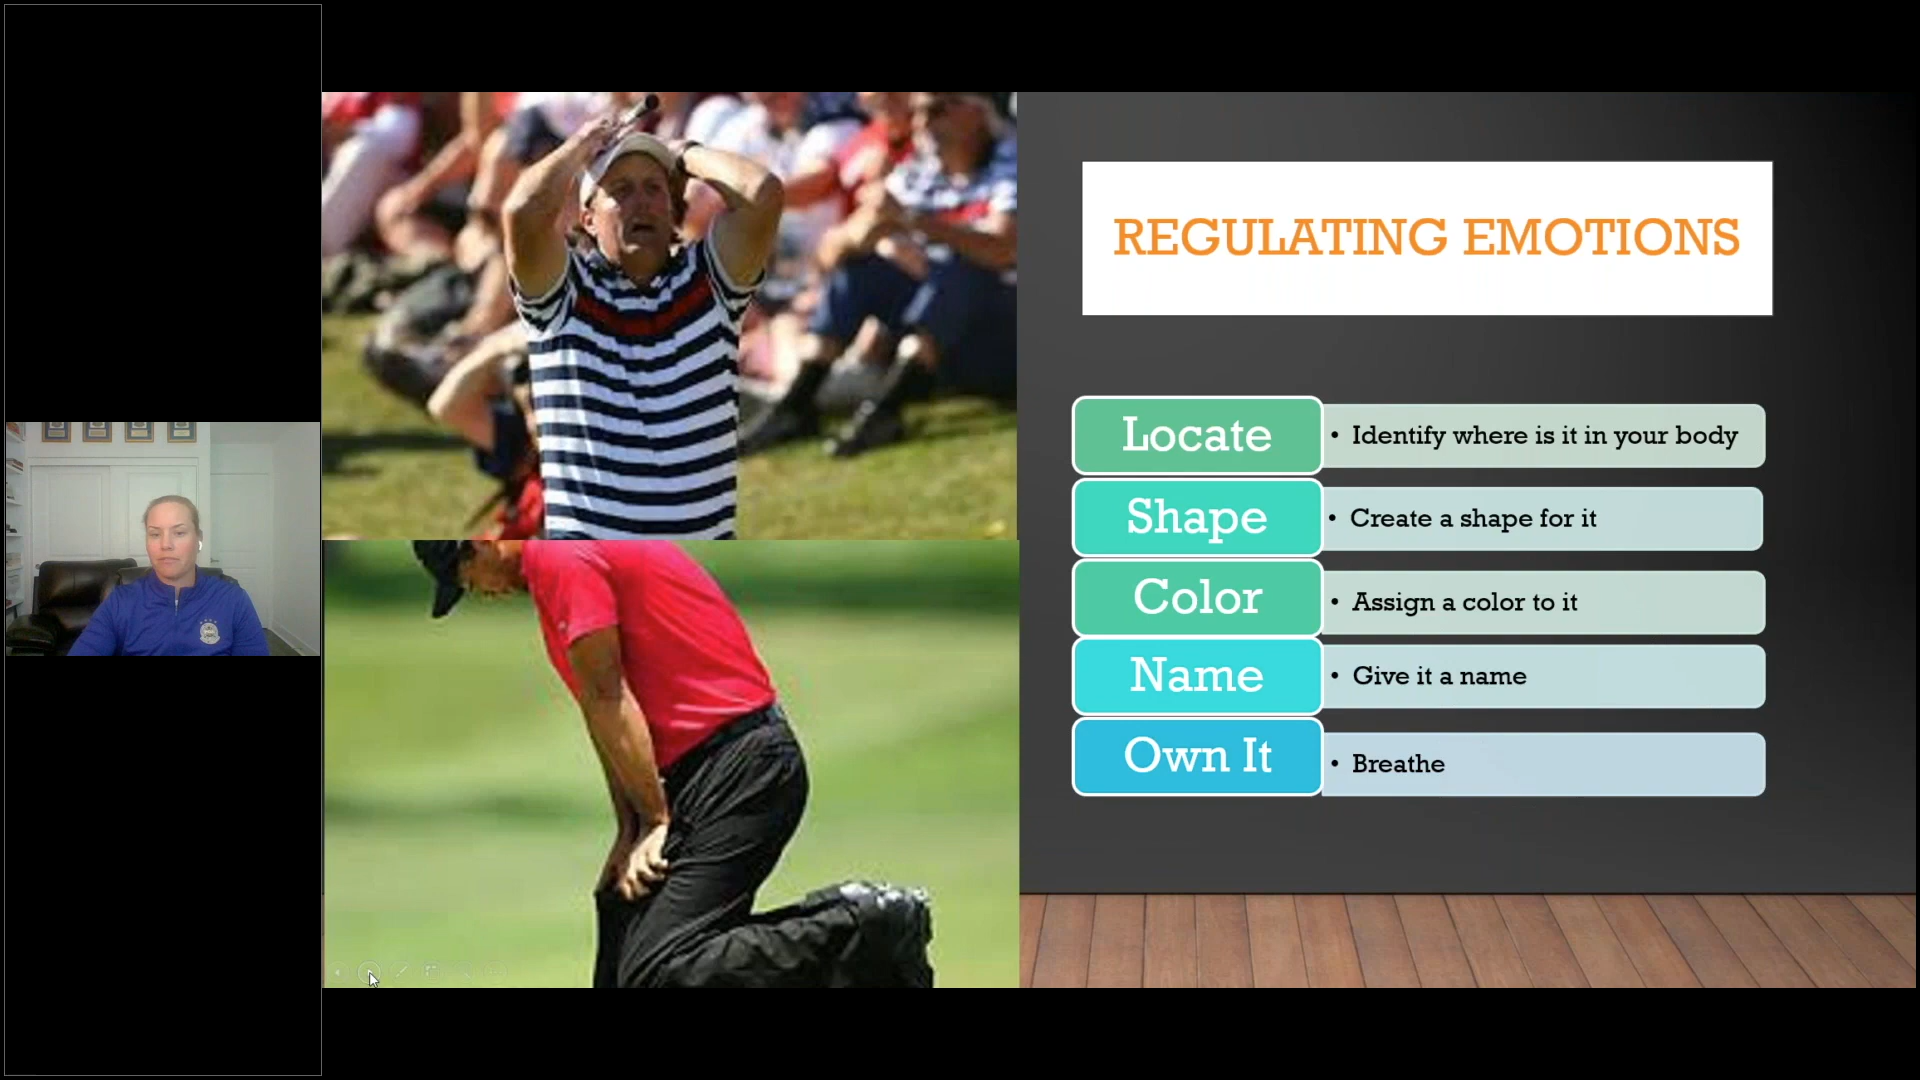 REGULATING EMOTIONS
Locate
• Identify where is it in your body
Shape
• Create a shape for it
Color
• Assign a color to it
Name
• Give it a name
Own It
• Breathe